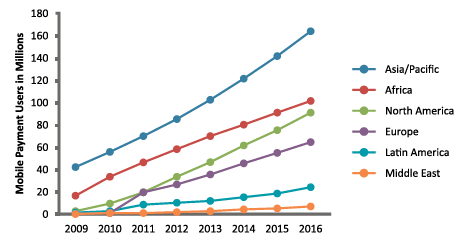 Mobile Payment Users in Millions
180
160
140
120
100
80
60
40
20
0
2009 2010 2011 2012 2013 2014 2015 2016
Asia/Pacific
Africa
North America
Europe
Latin America
Middle East